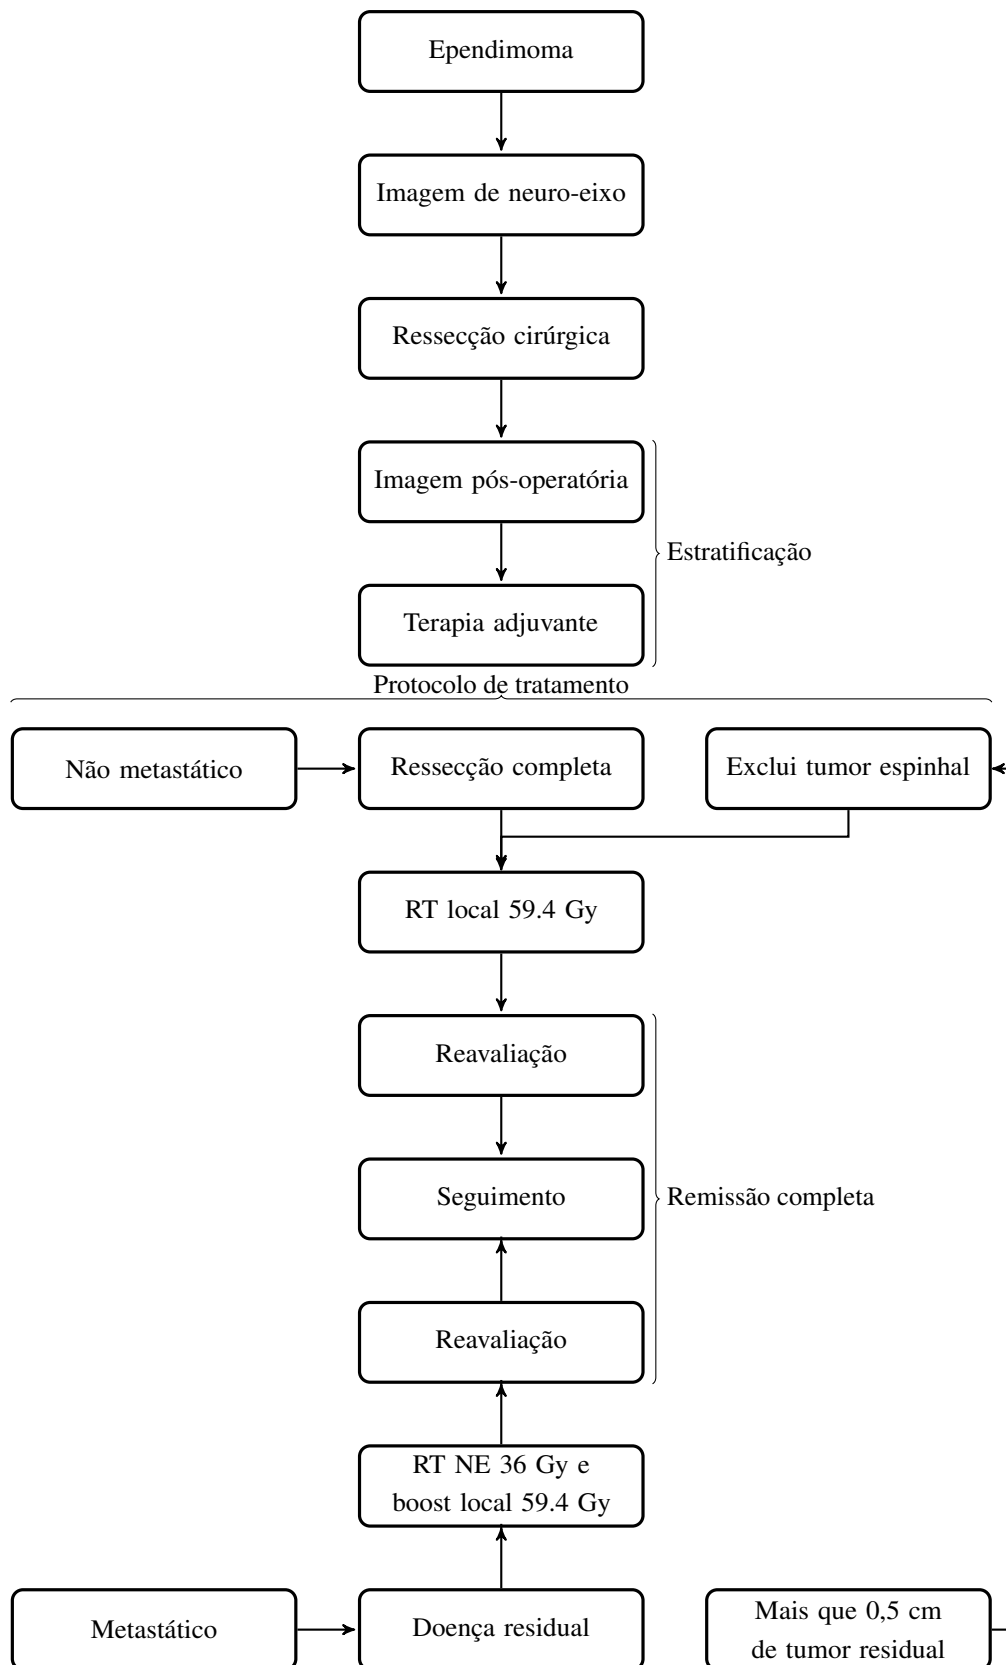 Ependimoma
Imagem de neuro-eixo
Ressecção cirúrgica
Imagem pós-operatória
Estratificação
Terapia adjuvante
Protocolo de tratamento
Não metastático
Ressecção completa
Exclui tumor espinhal
RT local 59.4 Gy
Reavaliação
Seguimento
Remissão completa
Reavaliação
RT NE 36 Gy e
boost local 59.4 Gy
Metastático
Doença residual
Mais que 0,5 cm
de tumor residual